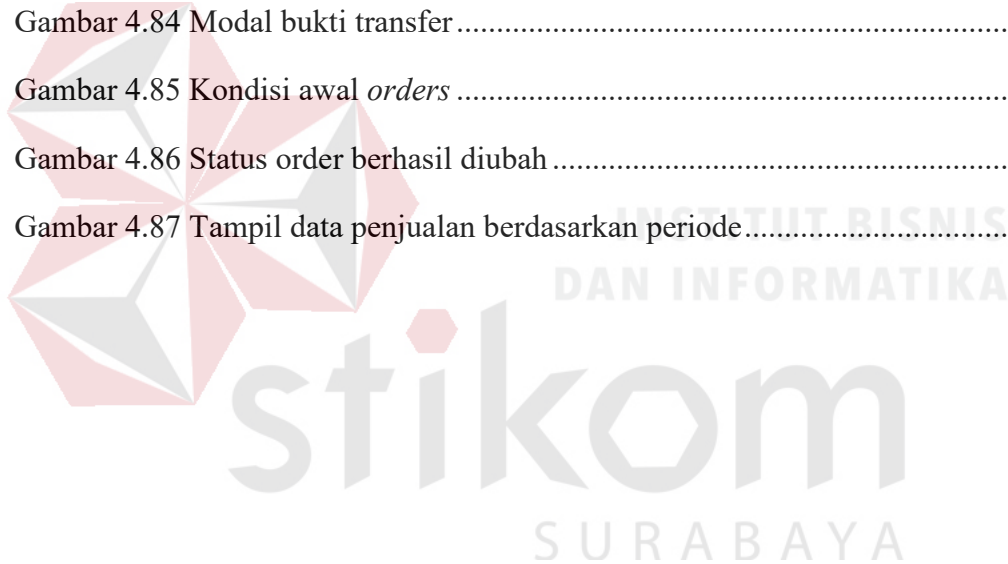 Gambar 4.84 Modal bukti transfer ......................................................................
Gambar 4.85 Kondisi awal orders ......................................................................
Gambar 4.86 Status order berhasil diubah ..........................................................
Gambar 4.87 Tampil data penjualan berdasarkan periode.................................
INSTITUT BISNIS
DAN INFORMATIKA
stikom
SURABAYA